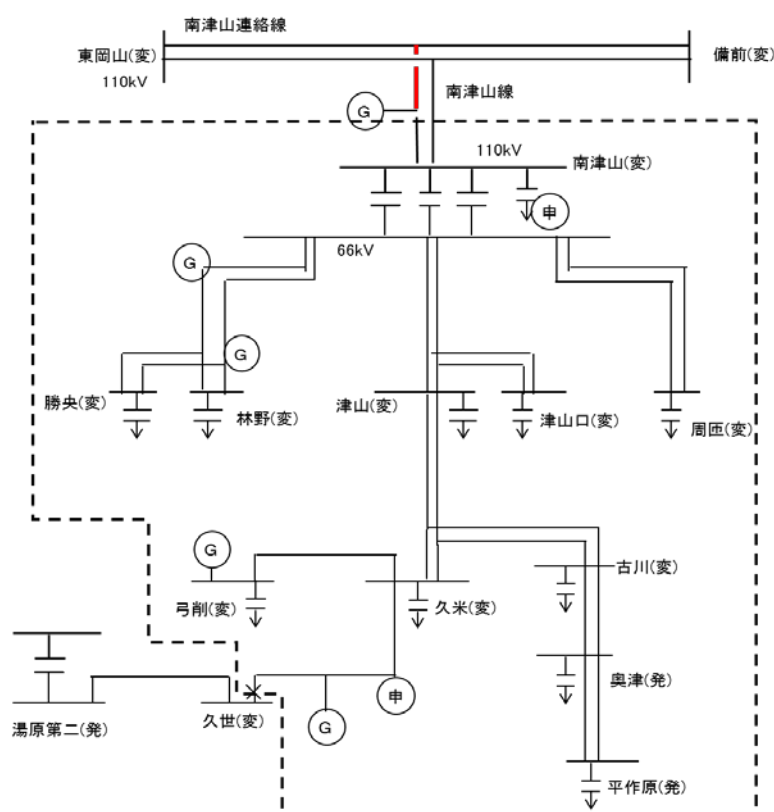 南津山連絡線
東岡山(変)
備前(変)
110kV
南津山線
G
110kV
南津山(変)
申
66kV
G
G
勝央(変)
林野(変)
津山(変)
津山口(変)
周匝(変)
G
弓削(変)
久米(変)
古川(変)
奥津(発)
湯原第二(発)
久世(変)
G
申
平作原(発)